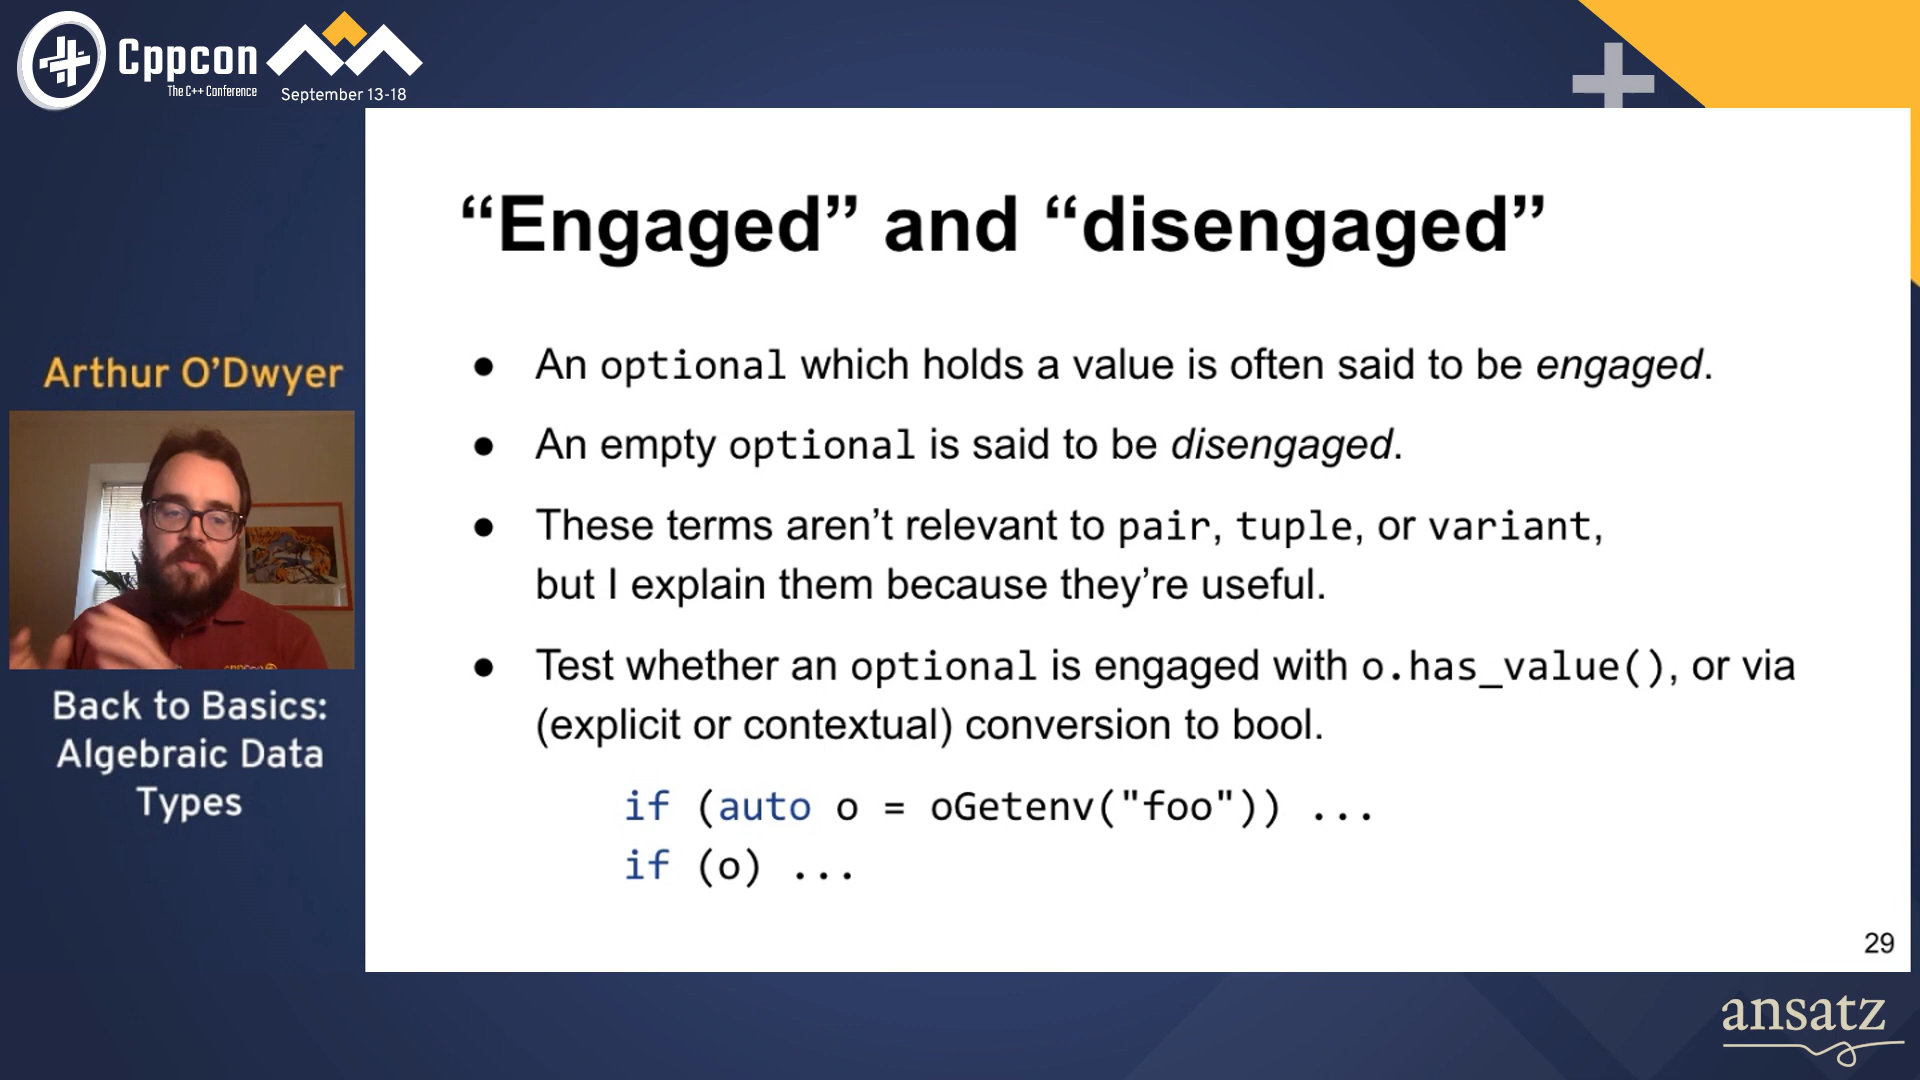 Cppcon
The C++ Conference
September 13-18
Arthur O’Dwyer
Back to Basics:
Algebraic Data
Types
“Engaged” and “disengaged”
● An optional which holds a value is often said to be engaged.
● An empty optional is said to be disengaged.
● These terms aren’t relevant to pair, tuple, or variant,
but I explain them because they’re useful.
● Test whether an optional is engaged with o.has_value(), or via
(explicit or contextual) conversion to bool.
if (auto o = oGetenv("foo")) ...
if (o) ...
29
ansatz